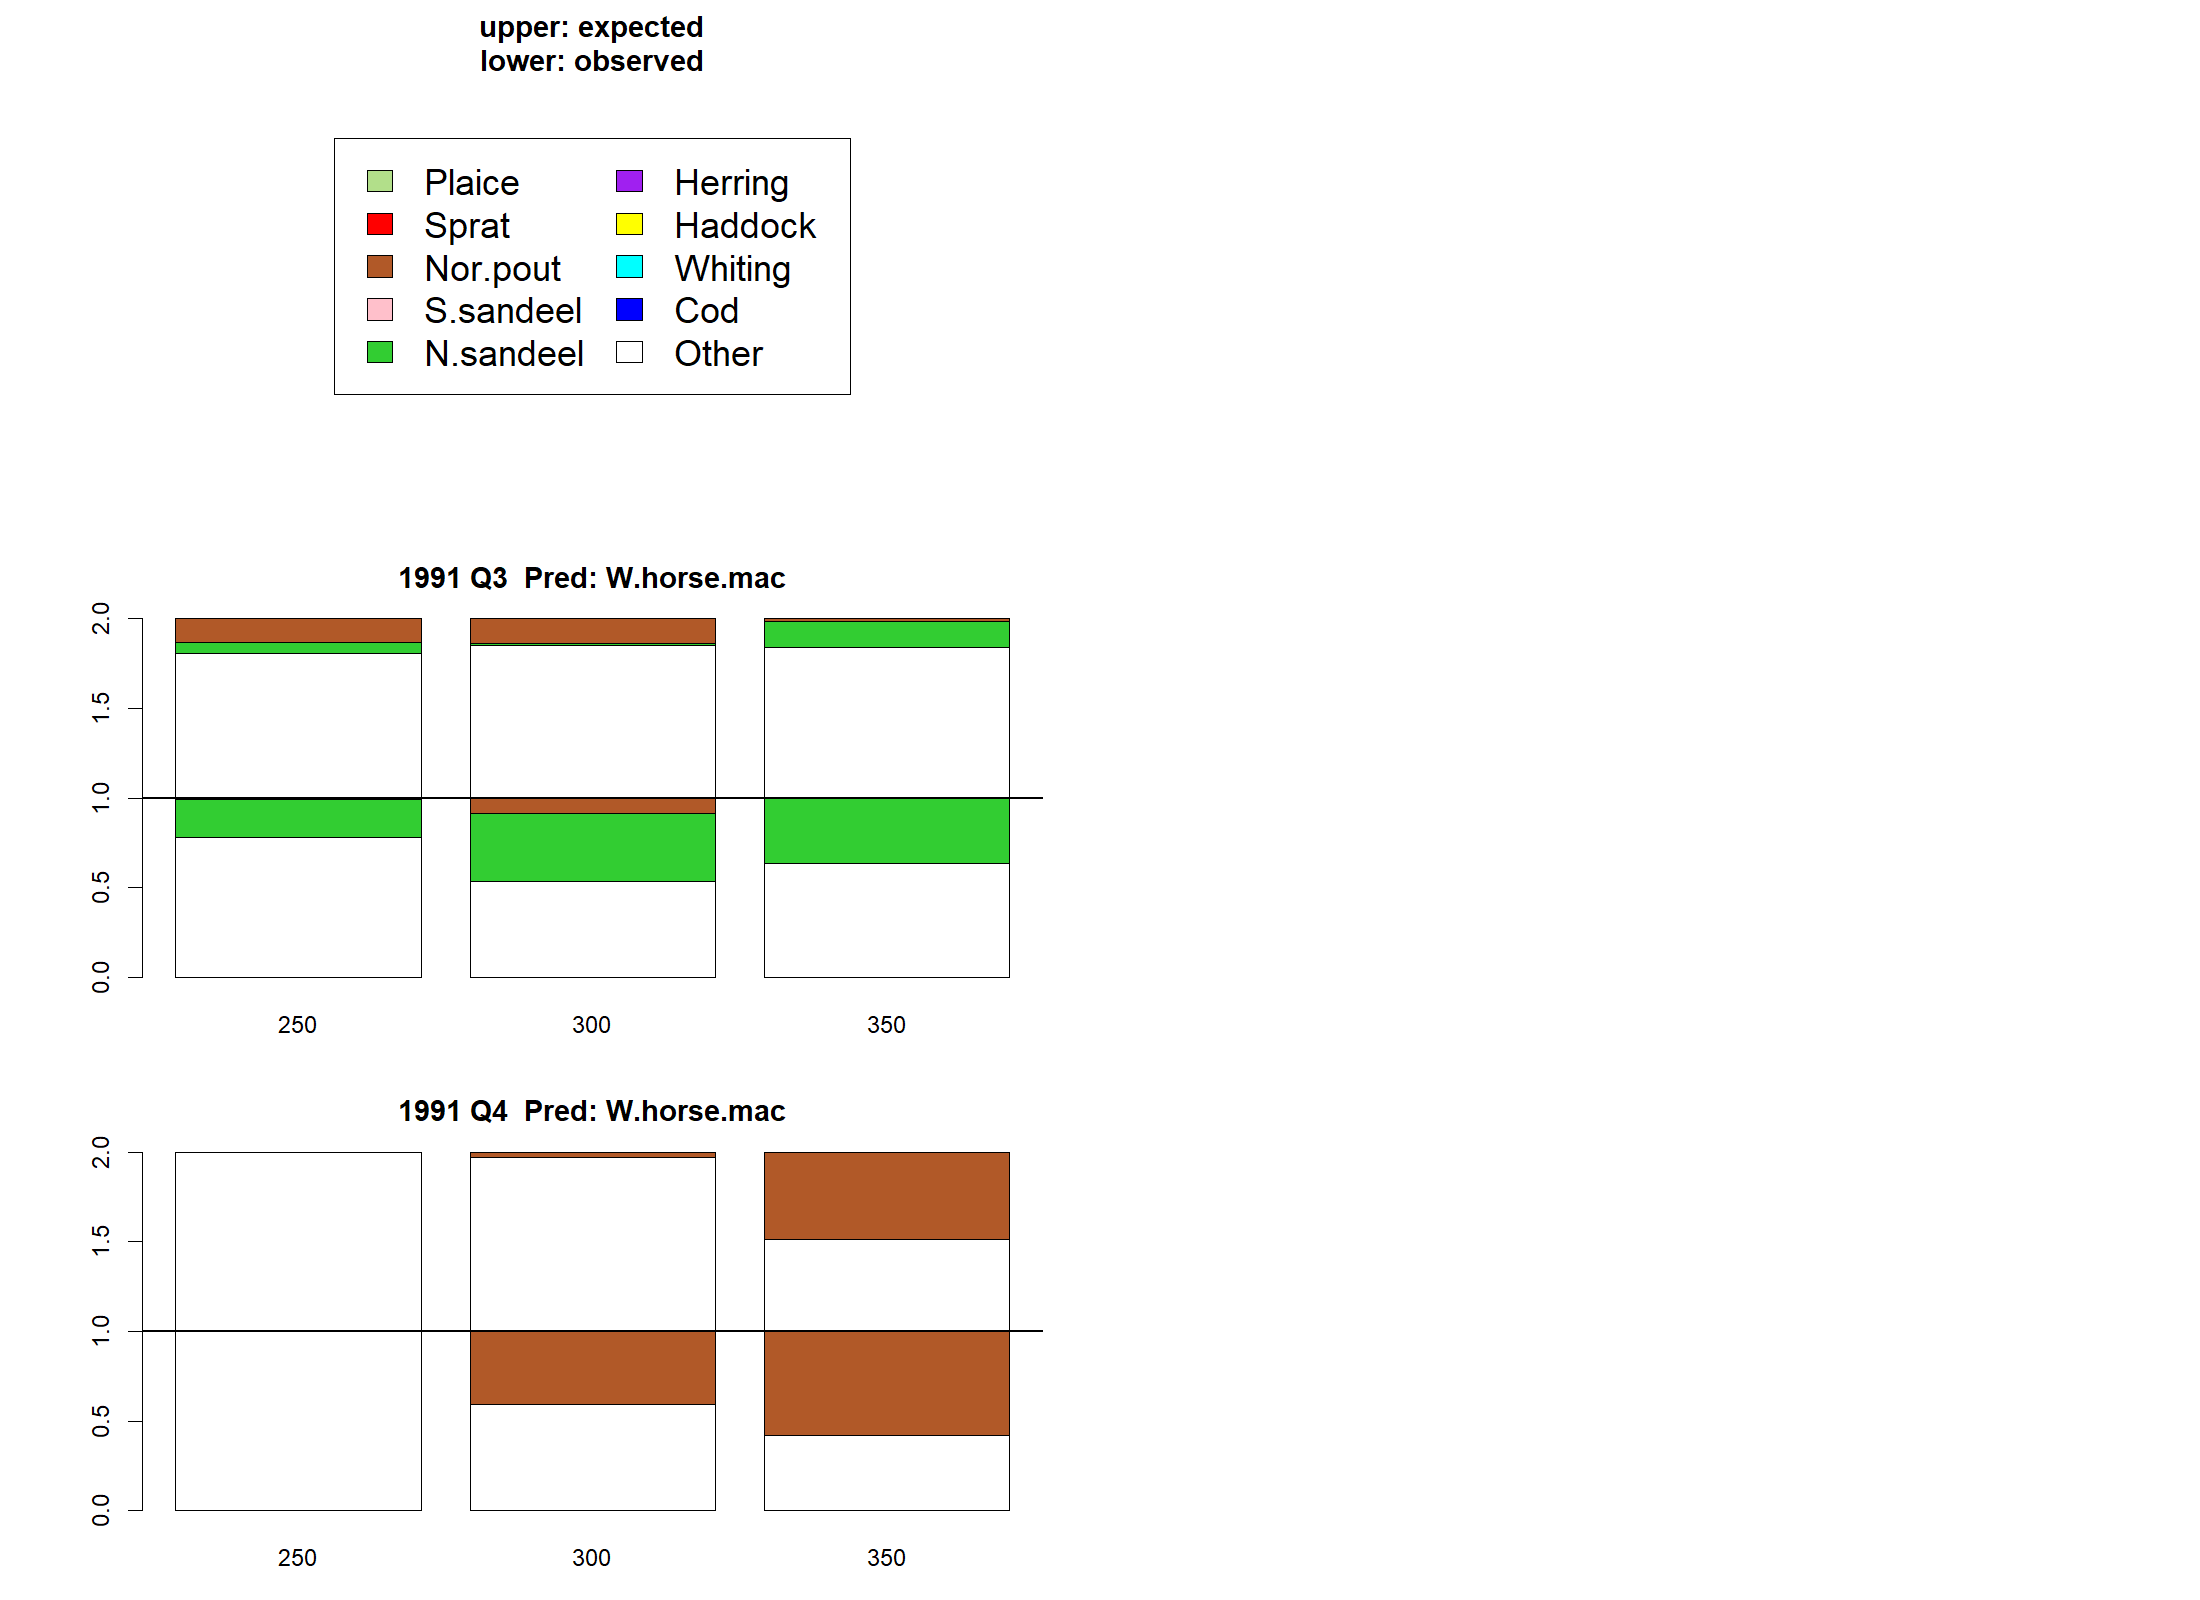 upper: expected
lower: observed
Plaice Herring
Sprat Haddock
Nor.pout Whiting
S.sandeel Cod
N.sandeel Other
1991 Q3  Pred: W.horse.mac
2.0
1.5
1.0
0.5
0.0
250 300 350
1991 Q4  Pred: W.horse.mac
2.0
1.5
1.0
0.5
0.0
250 300 350